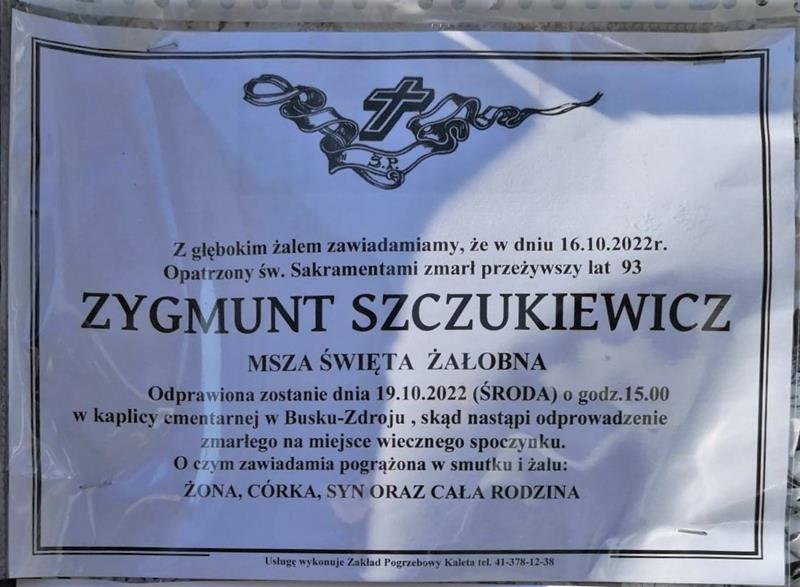 Ś.P.
Z głębokim żalem zawiadamiamy, że w dniu 16.10.2022r.
Opatrzony św. Sakramentami zmarł przeżywszy lat 93
ZYGMUNT SZCZUKIEWICZ
MSZA ŚWIĘTA ŻAŁOBNA
Odprawiona zostanie dnia 19.10.2022 (ŚRODA) o godz.15.00
w kaplicy cmentarnej w Busku-Zdroju , skąd nastąpi odprowadzenie
zmarłego na miejsce wiecznego spoczynku.
O czym zawiadamia pogrążona w smutku i żalu:
ŻONA, CÓRKA, SYN ORAZ CAŁA RODZINA
Usługę wykonuje Zakład Pogrzebowy Kaleta tel. 41-378-12-38